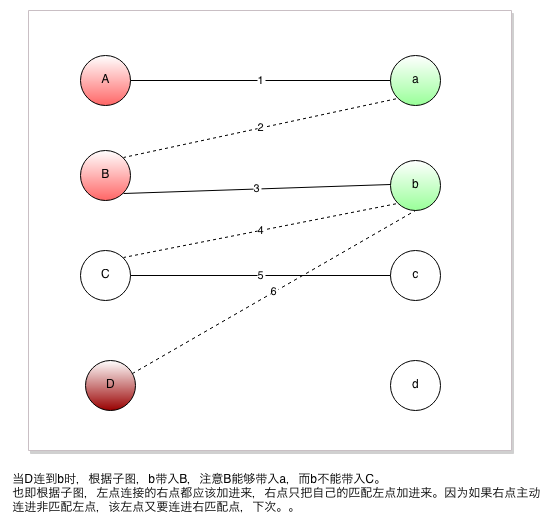 A 1 a
2
B 3 b
4
C 5 c
6
D d
当D连到b时，根据子图，b带入B，注意B能够带入a，而b不能带入C。
也即根据子图，左点连接的右点都应该加进来，右点只把自己的匹配左点加进来。因为如果右点主动
连进非匹配左点，该左点又要连进右匹配点，下次。。